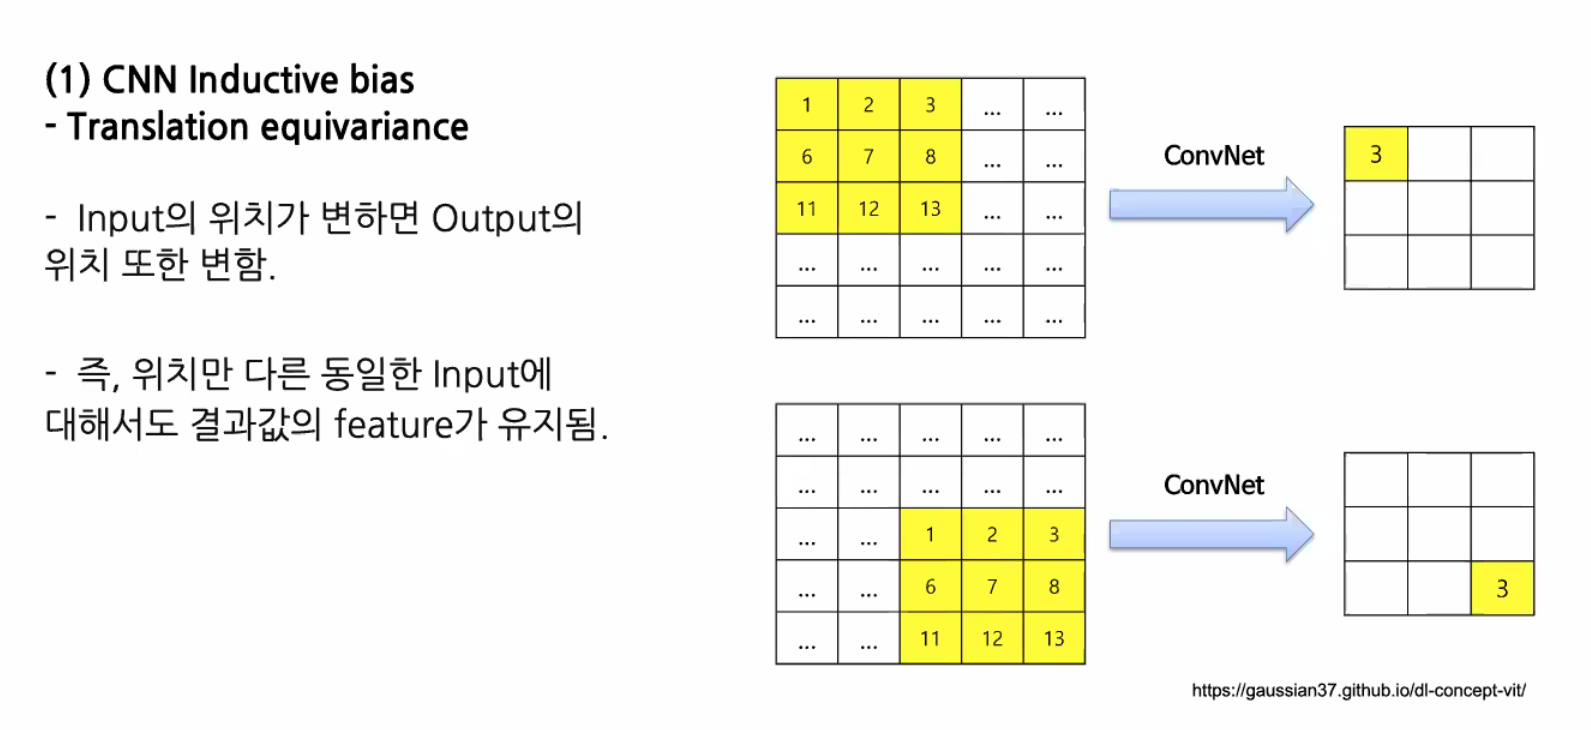 (1) CNN Inductive bias
- Translation equivariance
- Input의 위치가 변하면 Output의
위치 또한 변함.
- 즉, 위치만 다른 동일한 Input에
대해서도 결과값의 feature가 유지됨.
1 2 3 ... ...
6 7 8 ... ...
11 12 13 ... ...
... ... ... ... ...
... ... ... ... ...
ConvNet
3
... ... ... ... ...
... ... ... ... ...
... ... 1 2 3
... ... 6 7 8
... ... 11 12 13
ConvNet
3
https://gaussian37.github.io/dl-concept-vit/